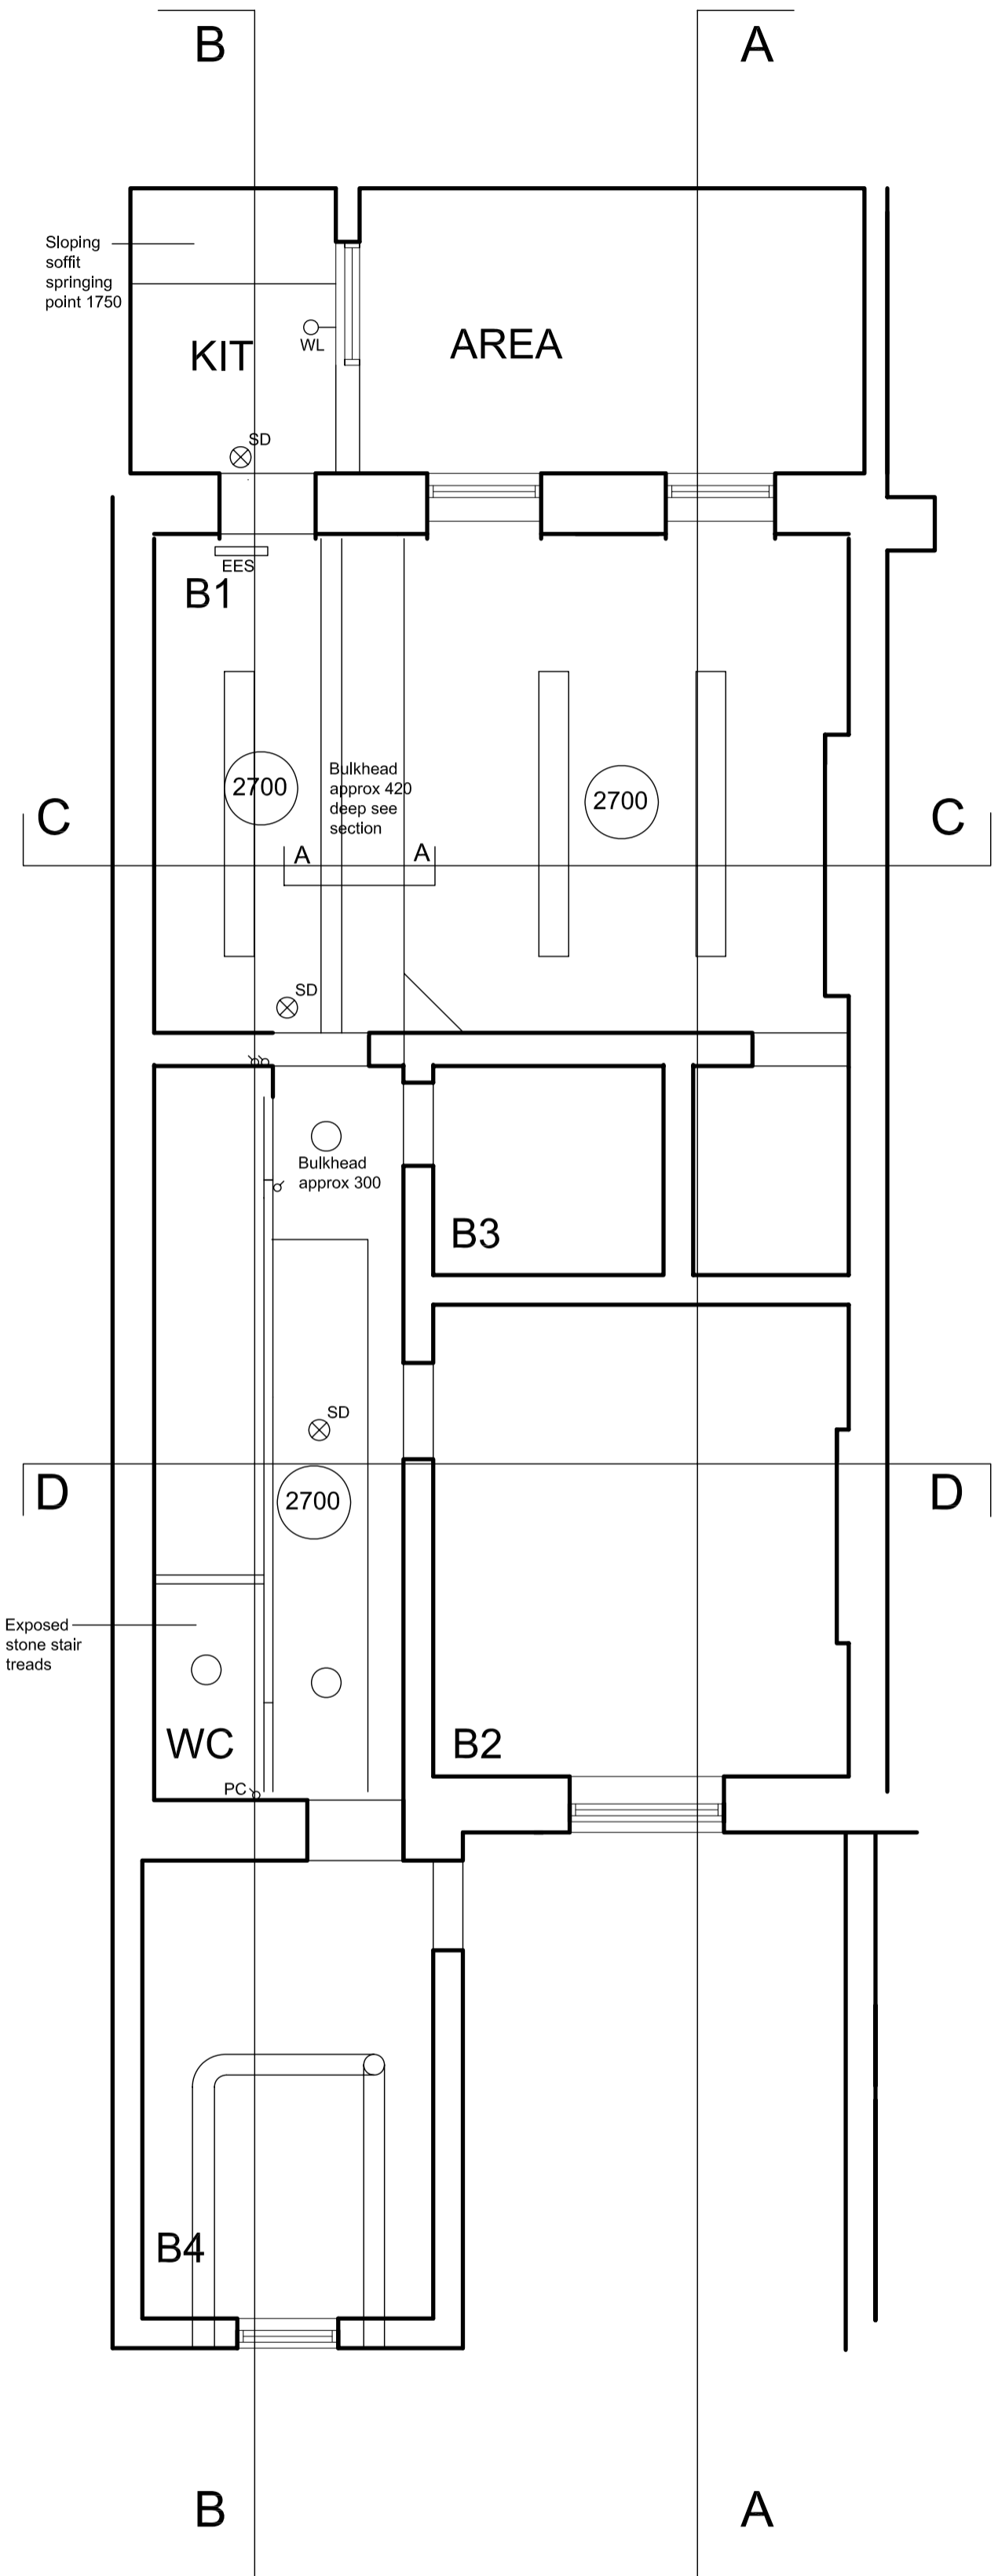 B
A
Sloping
soffit
springing
point 1750
WL
KIT
AREA
SD
EES
B1
2700
Bulkhead
approx 420
deep see
section
2700
C
C
A
A
SD
Bulkhead
approx 300
B3
SD
D
2700
D
Exposed
stone stair
treads
WC
B2
PC
B4
B
A